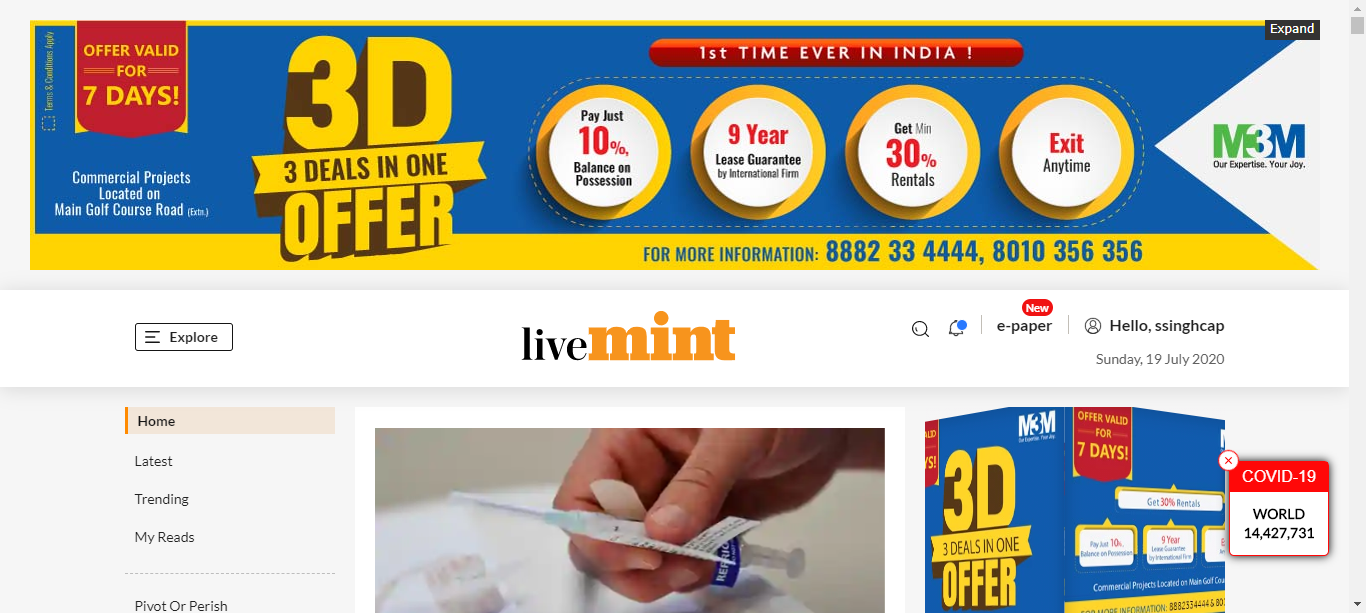 Expand
Terms & Conditions Apply
OFFER VALID
FOR
7 DAYS!
Commercial Projects
Located on
Main Golf Course Road (Extn.)
3D
3 DEALS IN ONE
OFFER
1st TIME EVER IN INDIA !
Pay Just
10%,
Balance on
Possession
9 Year
Lease Guarantee
by International Firm
Get Min
30%
Rentals
Exit
Anytime
M3M
Our Expertise. Your Joy.
FOR MORE INFORMATION: 8882 33 4444, 8010 356 356
Explore
livemint
New
e-paper
Hello, ssinghcap
Sunday, 19 July 2020
Home
Latest
Trending
My Reads
Pivot Or Perish
M3M
Our Expertise. Your Joy.
3D
3 DEALS IN ONE
OFFER
OFFER VALID
FOR
7 DAYS!
Get 30% Rentals
Pay Just 10%,
Balance on Possession
9 Year
Lease Guarantee
by International Firm
Commercial Projects Located on Main Golf Cou
FOR MORE INFORMATION: 8882334444 & 80
COVID-19
WORLD
14,427,731